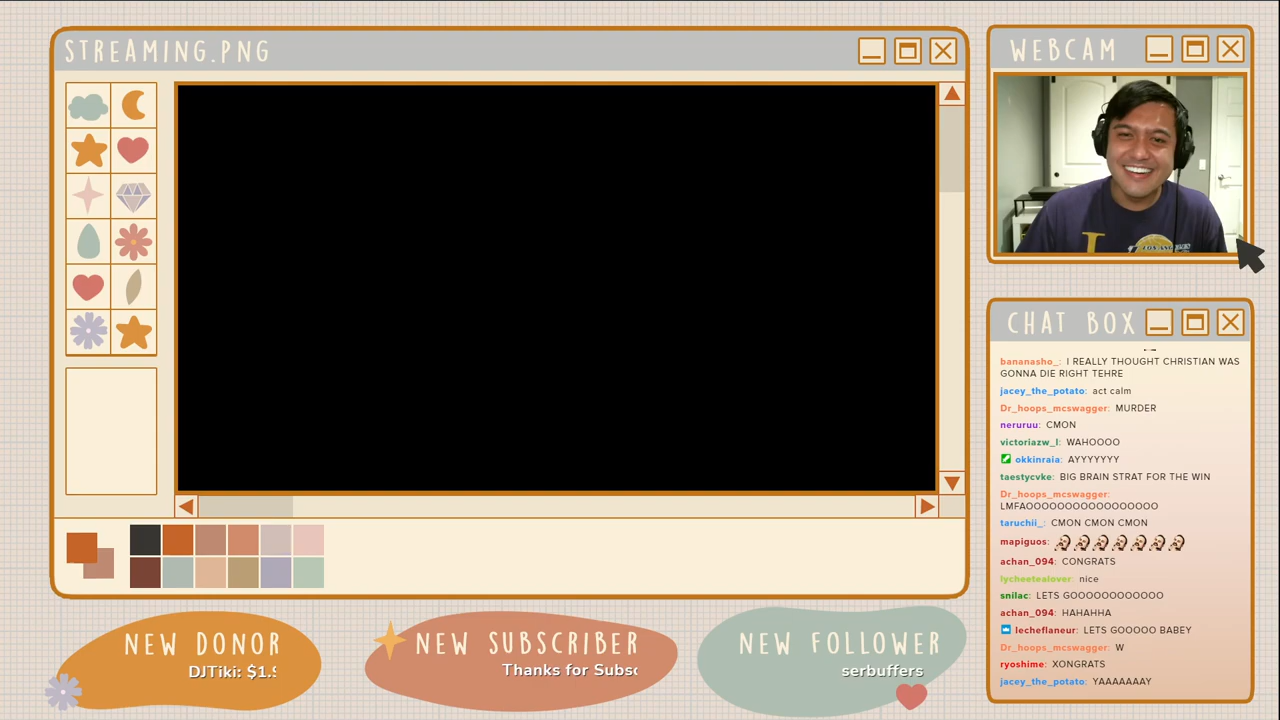 STREAMING.PNG
WEBCAM
LOS ANG
CHAT BOX
bananasho_: I REALLY THOUGHT CHRISTIAN WAS
GONNA DIE RIGHT TEHRE
jacey_the_potato: act calm
Dr_hoops_mcswagger: MURDER
neruruu: CMON
victoriazw_l: WAHOOOO
okkinraia: AYYYYYYY
taestycvke: BIG BRAIN STRAT FOR THE WIN
Dr_hoops_mcswagger:
LMFAOOOOOOOOOOOOOOOOO
taruchii_: CMON CMON CMON
mapiguos:
achan_094: CONGRATS
lycheetealover: nice
snilac: LETS GOOOOOOOOOOOO
achan_094: HAHAHHA
lecheflaneur: LETS GOOOOO BABEY
Dr_hoops_mcswagger: W
ryoshime: XONGRATS
jacey_the_potato: YAAAAAAAY
NEW DONOR
DJTiki: $1.
NEW SUBSCRIBER
Thanks for Subs
NEW FOLLOWER
serbuffers